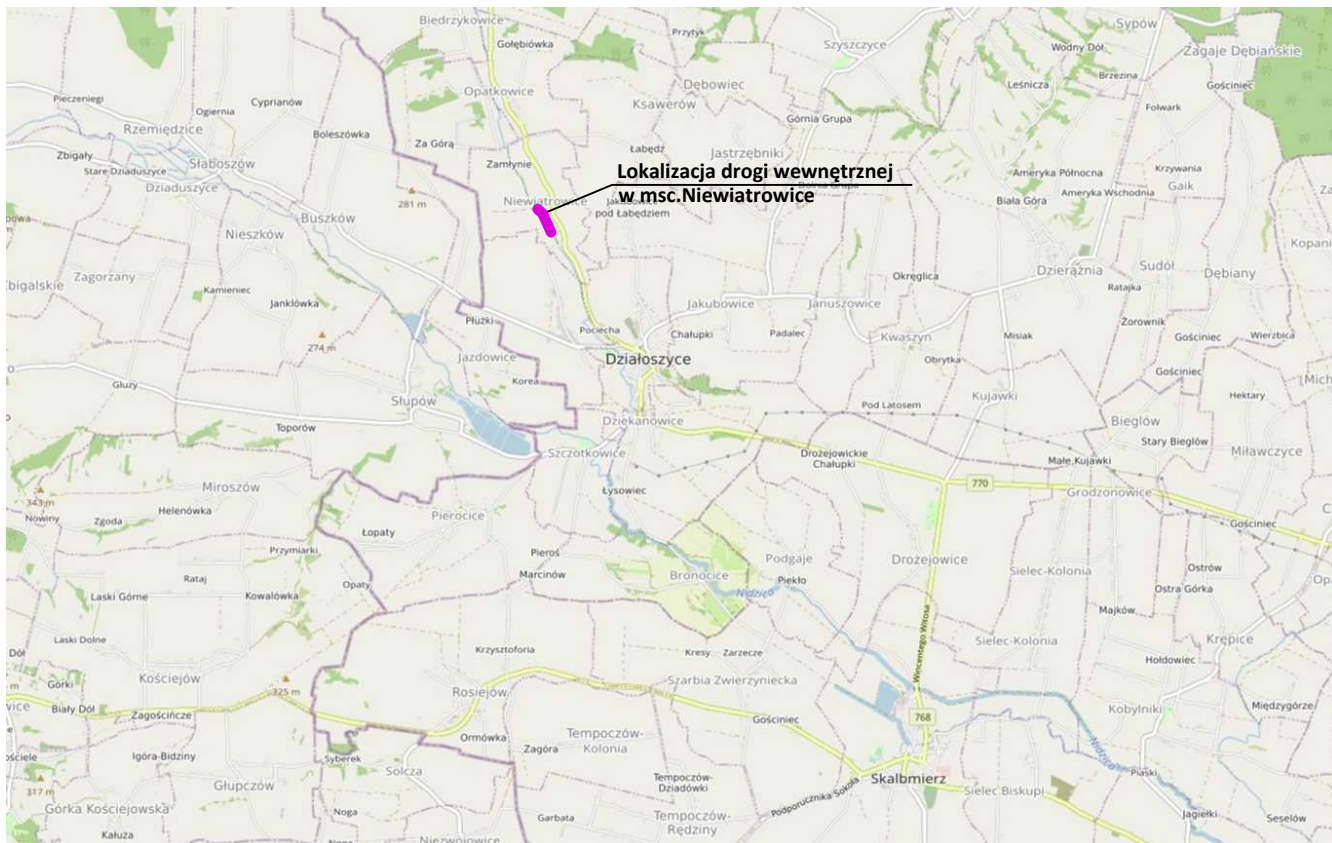 Biedrzykowice
Sypów
Gołębiówka
Przytyk
Szyszczyce
Wodny Dół
Zagaje Dębiańskie
Pieczeniegi
Opatkowice
Dębowiec
Leśnicza
Brzezina
Gościniec
Ogiernia
Cyprianów
Ksawerów
Folwark
Rzemiędzice
Boleszówka
Za Górą
Łabędź
Górnia Grupa
Zbigały
Słaboszów
Zamłynie
Jastrzębniki
Krzywania
Stare Dziaduszyce
Lokalizacja drogi wewnętrznej
Ameryka Północna
Gaik
Dziaduszyce
w msc.Niewiatrowice
Ameryka Wschodnia
Niewiatrowice
pod Łabędziem
Biała Góra
281 m
Buszków
Nieszków
Kopani
Zagorzany
Dzierążnia
Sudół
Dębiany
Okręglica
Kamieniec
Ratajka
Janklówka
Jakubowice
Januszowice
Płużki
Pociecha
Chałupki
Padalec
Żorownik
274 m
Kwaszyn
Misiak
Gościniec
Wierzbica
Jazdowice
Działoszyce
Obrytka
Gluzy
Korea
Gościniec
Słupów
Pod Latosem
Kujawki
Hektary
Toporów
Dziekanowice
Bieglów
Szczotkowice
Drożejowickie
Chałupki
Stary Bieglów
Miławczyce
Małe Kujawki
Miroszów
770
Grodzonowice
343 m
Łysowiec
Nowiny
Zgoda
Helenówka
Pierocice
Gościniec
Łopaty
Przymiarki
Pieroś
Podgaje
Drożejowice
Sielec-Kolonia
Ostrów
Rataj
Opaty
Marcinów
Bronocice
Piekło
Ostra Górka
Laski Górne
Kowalówka
Nidzica
Majków
Laski Dolne
Wincentego Witosa
Sielec-Kolonia
Krępice
Krzysztoforia
Kresy
Zarzecze
Hołdowiec
Kościejów
Górki
325 m
Rosiejów
Szarbia Zwierzyniecka
Biały Dół
Zagościńcze
Gościniec
768
Kobylniki
Międzygórze
Ormówka
Tempoczów-
Kolonia
Igóra-Bidziny
Syberek
Zagóra
Nidzica
Solcza
Piaski
317 m
Głupczów
Tempoczów-
Dziadówki
Skalbmierz
Górka Kościejowska
Noga
Garbata
Podporucznika Sokoła
Sielec Biskupi
Kałuża
Tempoczów-
Rędziny
Jagiełki
Seselów
Niezwojowice